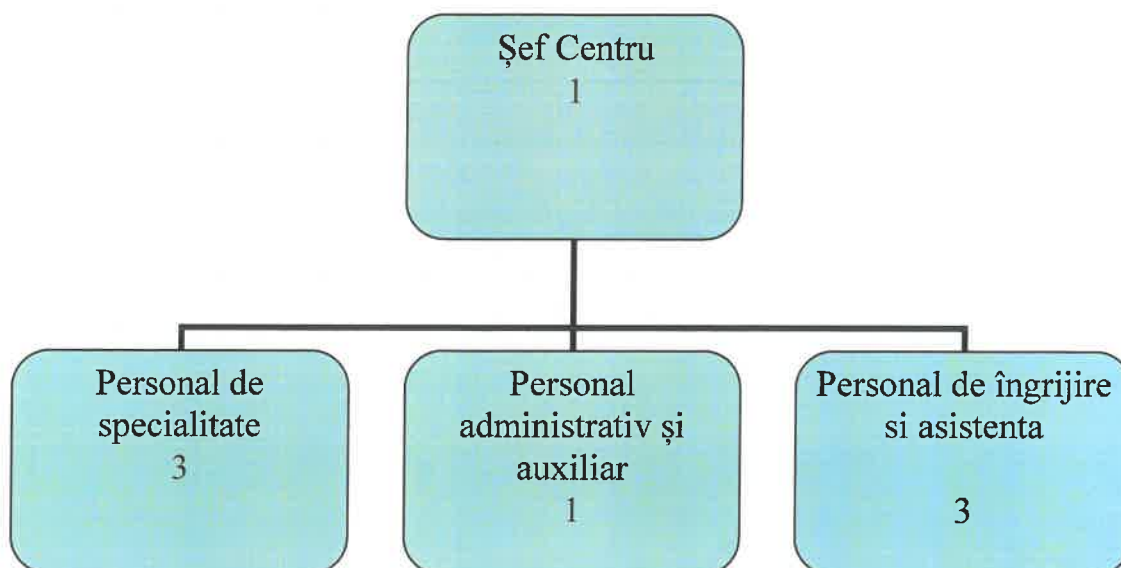 Șef Centru
1
Personal de
specialitate
3
Personal
administrativ și
auxiliar
1
Personal de îngrijire
si asistenta
3